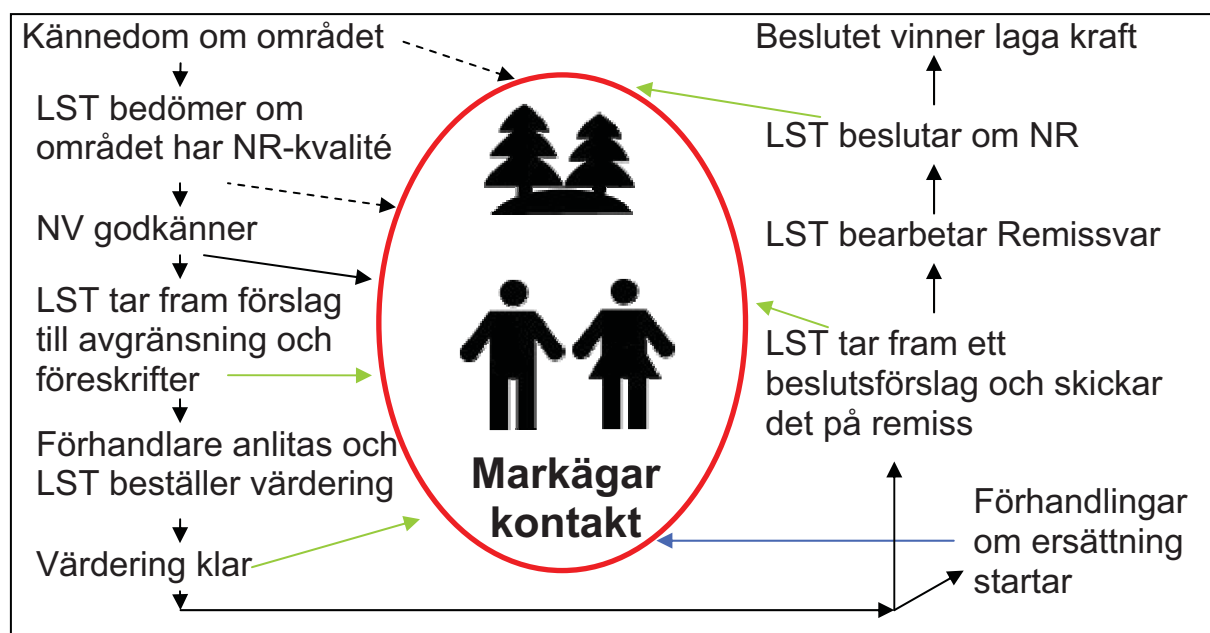 Kännedom om området
LST bedömer om
området har NR-kvalité
NV godkänner
LST tar fram förslag
till avgränsning och
föreskrifter
Förhandlare anlitas och
LST beställer värdering
Värdering klar
Markägar
kontakt
Beslutet vinner laga kraft
LST beslutar om NR
LST bearbetar Remissvar
LST tar fram ett
beslutsförslag och skickar
det på remiss
Förhandlingar
om ersättning
startar